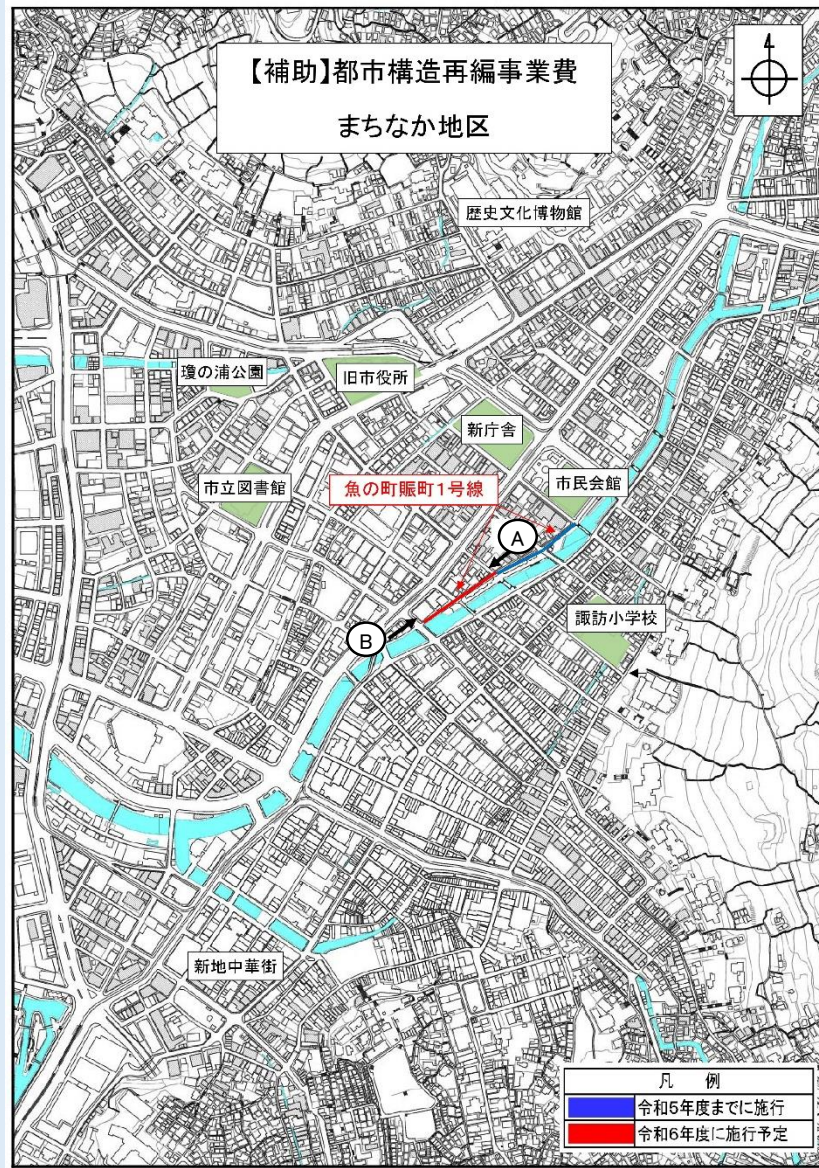 【補助】都市構造再編事業費
まちなか地区
歴史文化博物館
瓊の浦公園
旧市役所
新庁舎
市立図書館
魚の町賑町1号線
市民会館
A
諏訪小学校
B
新地中華街
凡 例
令和5年度までに施行
令和6年度に施行予定